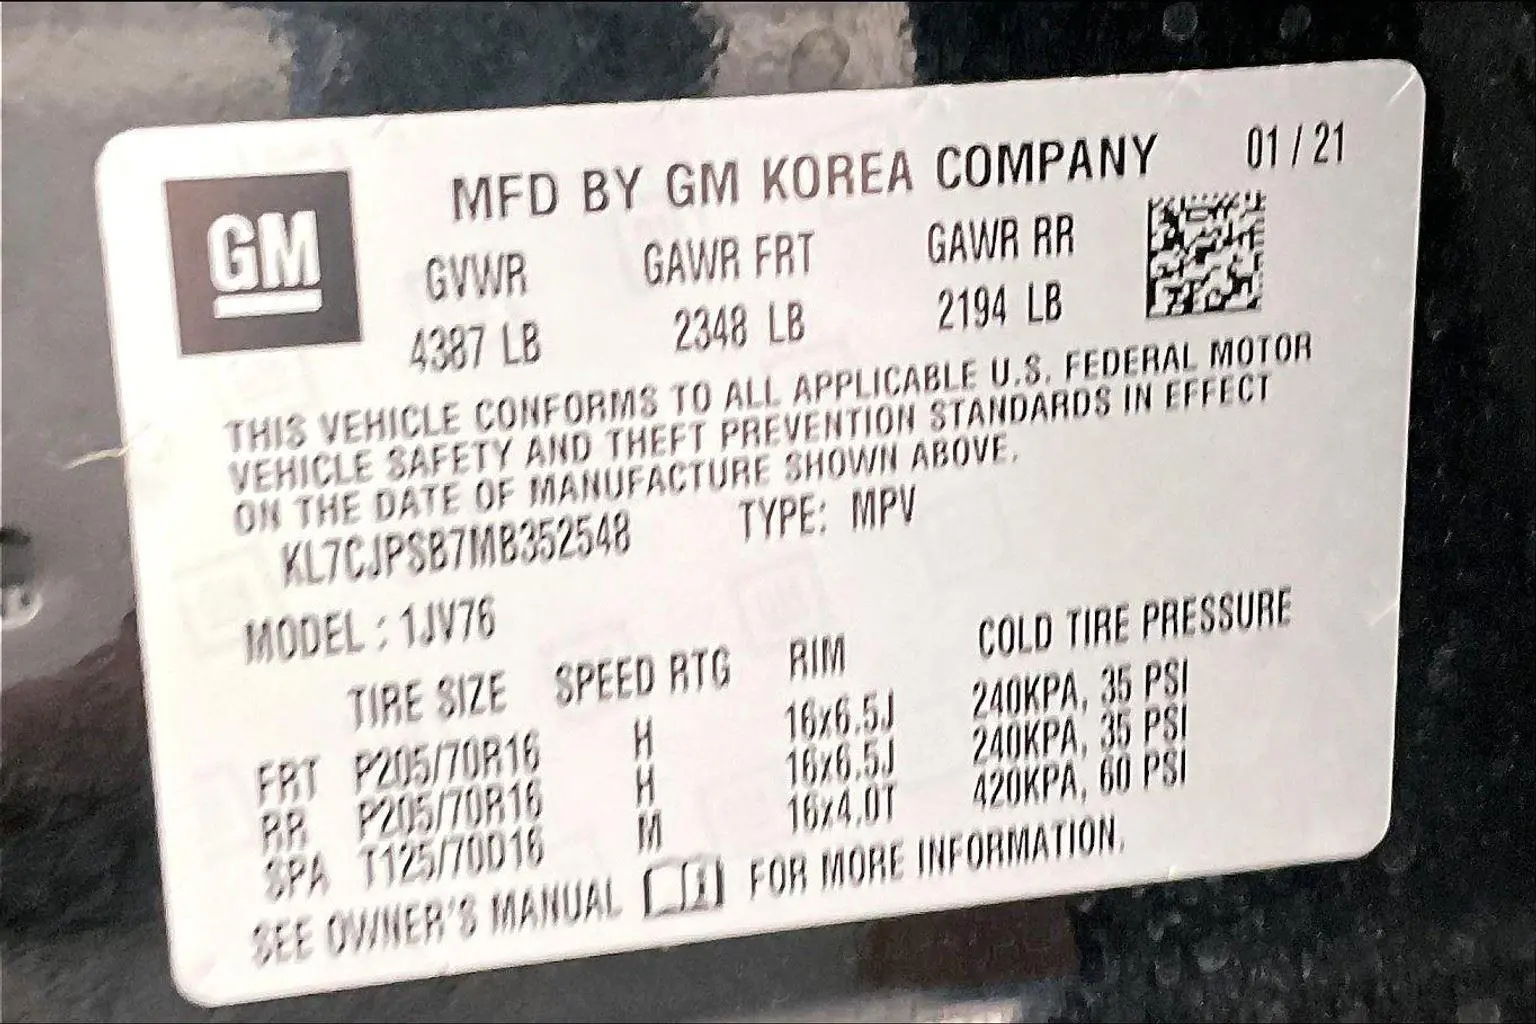 GM
MFD BY GM KOREA COMPANY 01 / 21
GVWR GAWR FRT GAWR RR
4387 LB 2348 LB 2194 LB
THIS VEHICLE CONFORMS TO ALL APPLICABLE U.S. FEDERAL MOTOR
VEHICLE SAFETY AND THEFT PREVENTION STANDARDS IN EFFECT
ON THE DATE OF MANUFACTURE SHOWN ABOVE.
KL7CJPSB7MB352548 TYPE: MPV
MODEL : 1JV76
TIRE SIZE SPEED RTG RIM COLD TIRE PRESSURE
FRT P205/70R16 H 16x6.5J 240KPA, 35 PSI
RR P205/70R16 H 16x6.5J 240KPA, 35 PSI
SPA T125/70D16 M 16x4.0T 420KPA, 60 PSI
SEE OWNER'S MANUAL FOR MORE INFORMATION.